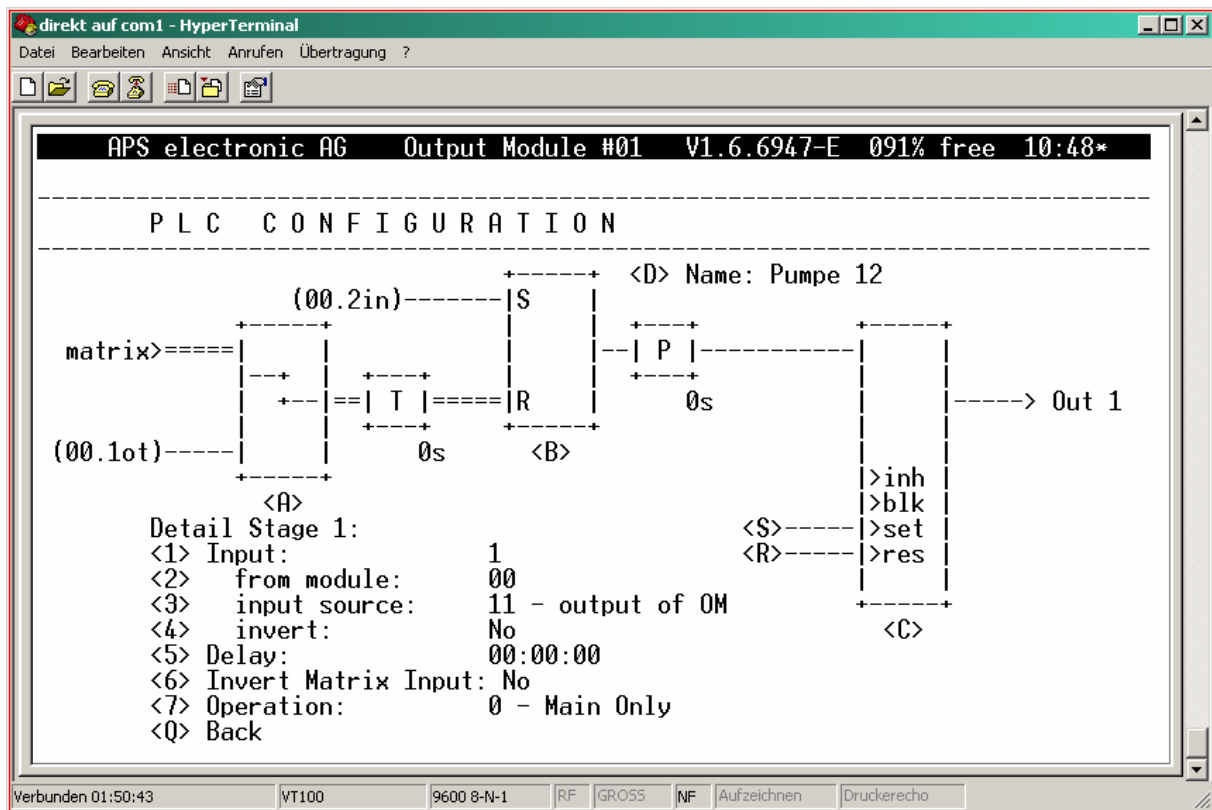 direkt auf com1 - HyperTerminal
Datei Bearbeiten Ansicht Anrufen Übertragung ?
APS electronic AG Output Module #01 V1.6.6947-E 091% free 10:48*
P L C C O N F I G U R A T I O N
<D> Name: Pumpe 12
(00.2in)-------|S
matrix>=====
P
T
R
0s
Out 1
(00.1ot)-----
0s
<B>
>inh
<A>
>blk
Detail Stage 1:
<S>----->set
<1> Input: 1
<R>----->res
<2> from module: 00
<3> input source: 11 - output of OM
<4> invert: No
<C>
<5> Delay: 00:00:00
<6> Invert Matrix Input: No
<7> Operation: 0 - Main Only
<Q> Back
Verbunden 01:50:43 VT100 9600 8-N-1 RF GROSS NF Aufzeichnen Druckerecho